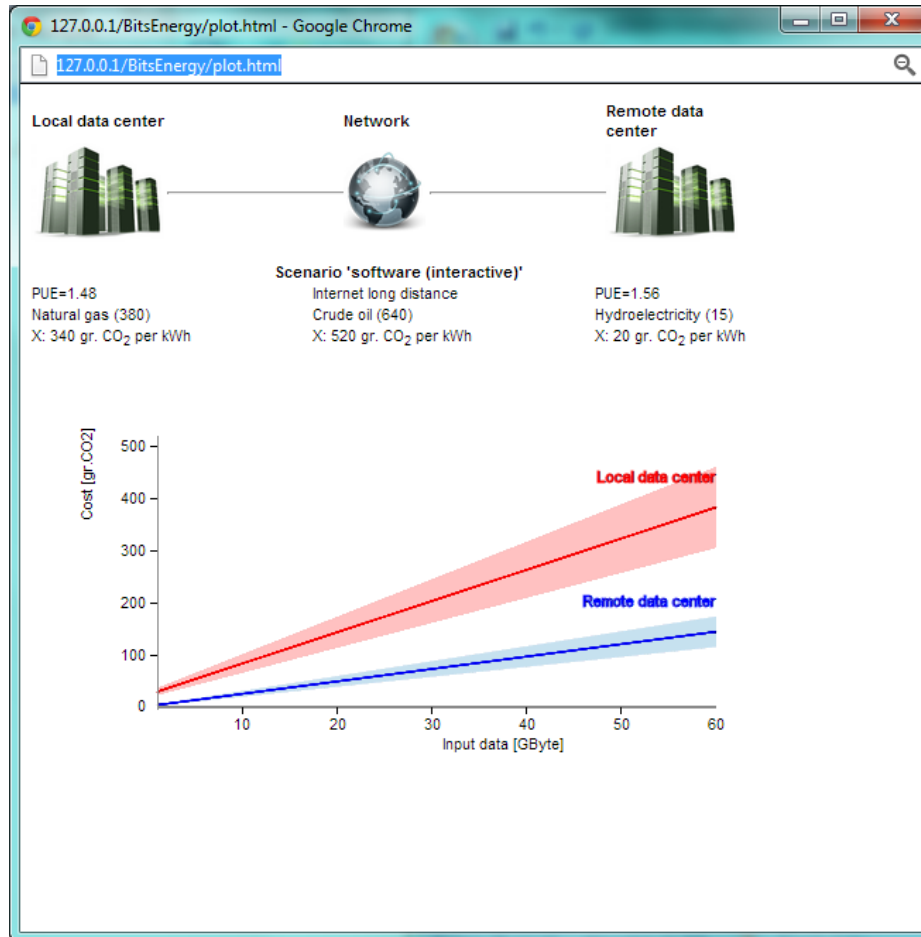 127.0.0.1/BitsEnergy/plot.html - Google Chrome
127.0.0.1/BitsEnergy/plot.html
Local data center
Network
Remote data
center
Scenario 'software (interactive)'
PUE=1.48
Internet long distance
PUE=1.56
Natural gas (380)
Crude oil (640)
Hydroelectricity (15)
X: 340 gr. CO2 per kWh
X: 520 gr. CO2 per kWh
X: 20 gr. CO2 per kWh
Cost [gr.CO2]
500
400
300
200
100
0
Local data center
Remote data center
10 20 30 40 50 60
Input data [GByte]